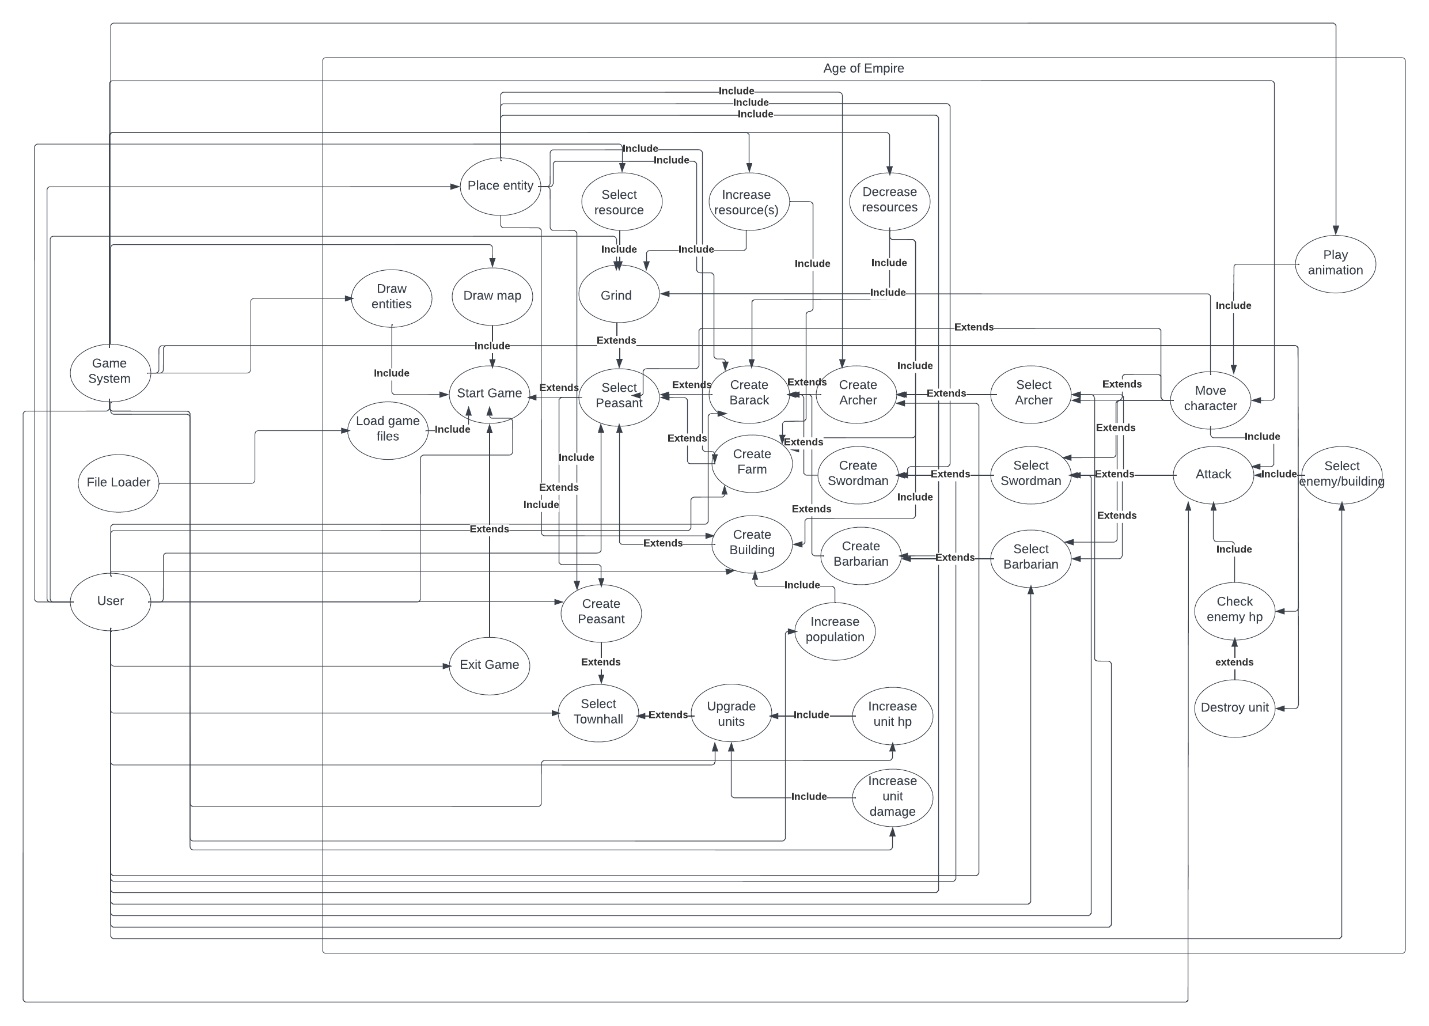 Age of Empire
Include
Include
Include
Include
Include
Place entity
Select
resource
Increase
resource(s)
Decrease
resources
Include
Include
Include
Include
Play
animation
Draw
entities
Draw map
Grind
Include
Include
Extends
Include
Extends
Game
System
Include
Include
Start Game
Extends
Select
Peasant
Extends
Create
Barack
Extends
Create
Archer
Extends
Select
Archer
Extends
Move
character
Load game
files
Include
Extends
Extends
Extends
Include
File Loader
Include
Create
Farm
Create
Swordman
Extends
Select
Swordman
Extends
Attack
Include
Select
enemy/building
Extends
Include
Include
Extends
Extends
Extends
Create
Building
Extends
Create
Barbarian
Extends
Select
Barbarian
Include
Include
User
Create
Peasant
Check
enemy hp
Increase
population
Exit Game
Extends
extends
Select
Townhall
Extends
Upgrade
units
Include
Increase
unit hp
Destroy unit
Include
Increase
unit
damage